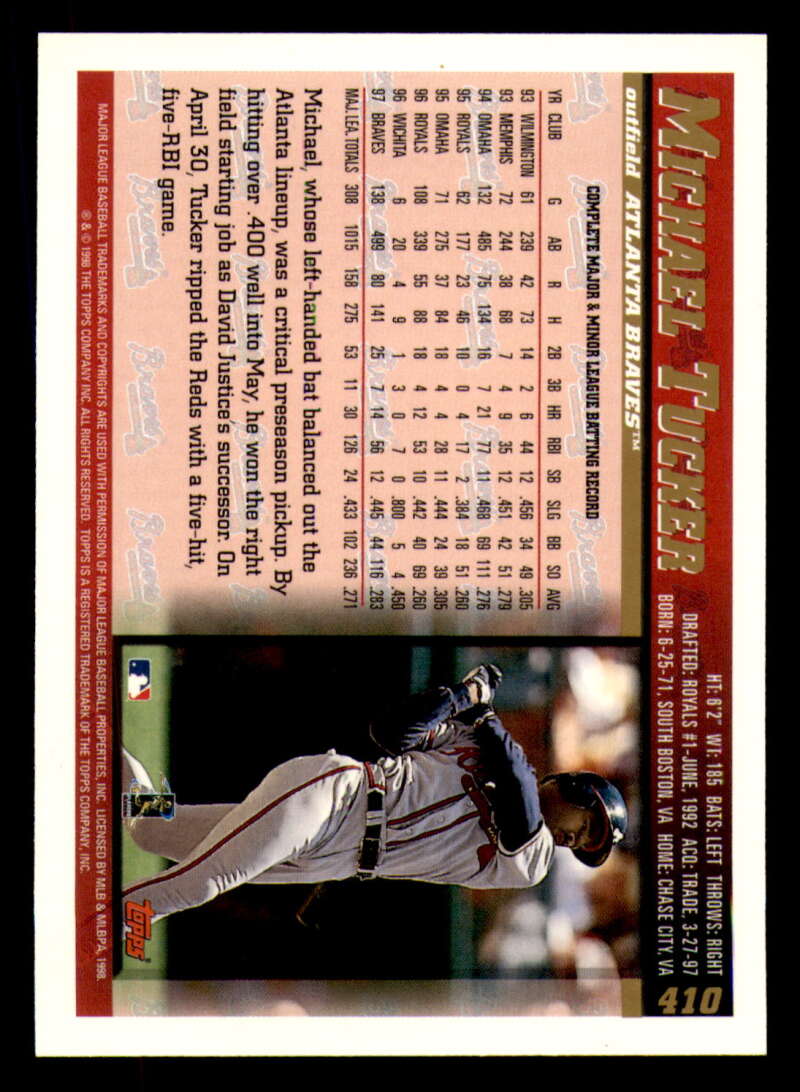 MICHAEL TUCKER
HT: 6'2" WT: 185 BATS: LEFT THROWS: RIGHT
DRAFTED: ROYALS #1-JUNE, 1992 ACQ: TRADE, 3-27-97
BORN: 6-25-71, SOUTH BOSTON, VA HOME: CHASE CITY, VA
410
outfield ATLANTA BRAVES™
COMPLETE MAJOR & MINOR LEAGUE BATTING RECORD
YR CLUB G AB R H 2B 3B HR RBI SB SLG BB SO AVG
93 WILMINGTON 61 239 42 73 14 2 6 44 12 .456 34 49 .305
93 MEMPHIS 72 244 38 68 7 4 9 35 12 .451 42 51 .279
94 OMAHA 132 485 75 134 16 7 21 77 11 .468 69 111 .276
95 ROYALS 62 177 23 46 10 0 4 17 2 .384 18 51 .260
95 OMAHA 71 275 37 84 18 4 4 28 11 .444 24 39 .305
96 ROYALS 108 339 55 88 18 4 12 53 10 .442 40 69 .260
96 WICHITA 6 20 4 9 1 3 0 7 0 .800 5 4 .450
97 BRAVES 138 499 80 141 25 7 14 56 12 .445 44 116 .283
MAJ.LEA. TOTALS 308 1015 158 275 53 11 30 126 24 .433 102 236 .271
Michael, whose left-handed bat balanced out the
Atlanta lineup, was a critical preseason pickup. By
hitting over .400 well into May, he won the right
field starting job as David Justice's successor. On
April 30, Tucker ripped the Reds with a five-hit,
five-RBI game.
TOPPS®
MAJOR LEAGUE BASEBALL TRADEMARKS AND COPYRIGHTS ARE USED WITH PERMISSION OF MAJOR LEAGUE BASEBALL PROPERTIES, INC. LICENSED BY MLB & MLBPA, 1998.
® & © 1998 THE TOPPS COMPANY INC. ALL RIGHTS RESERVED. TOPPS IS A REGISTERED TRADEMARK OF THE TOPPS COMPANY, INC.